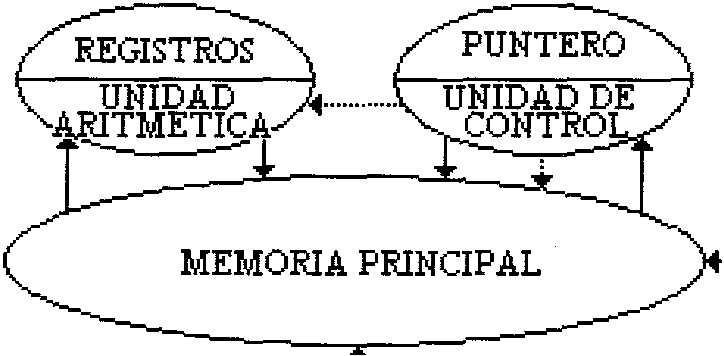 REGISTROS
UNIDAD
ARITMETICA
PUNTERO
UNIDAD DE
CONTROL
MEMORIA PRINCIPAL